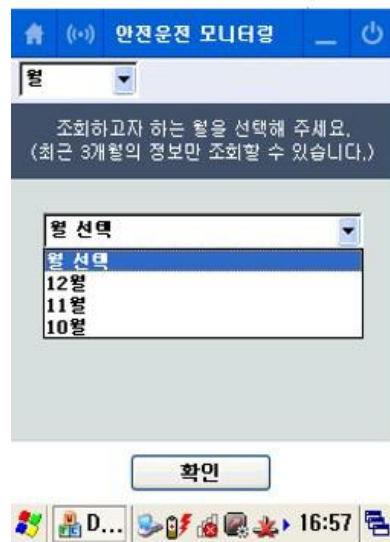 안전운전 모니터링
월
조회하고자 하는 월을 선택해 주세요.
(최근 3개월의 정보만 조회할 수 있습니다.)
월 선택
월 선택
12월
11월
10월
확인
D... 16:57